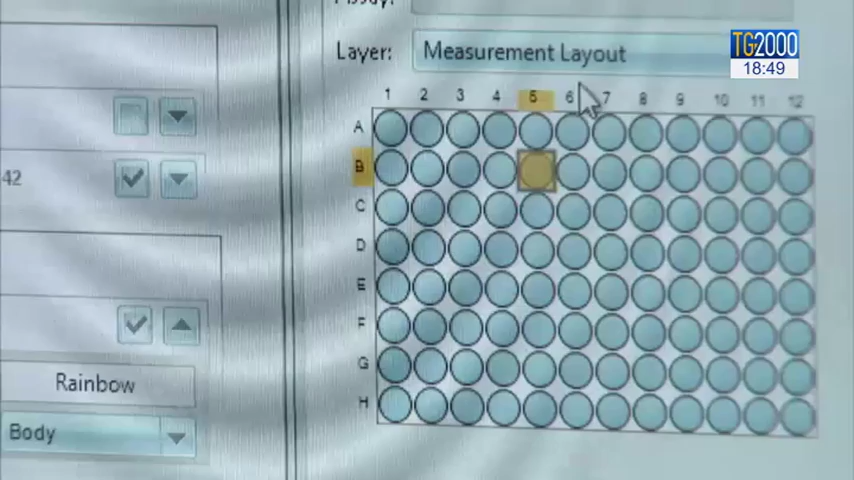 Layer: Measurement Layout
TG2000
18:49
1 2 3 4 5 6 7 8 9 10 11 12
A
B
42
C
D
E
F
G
Rainbow
H
Body